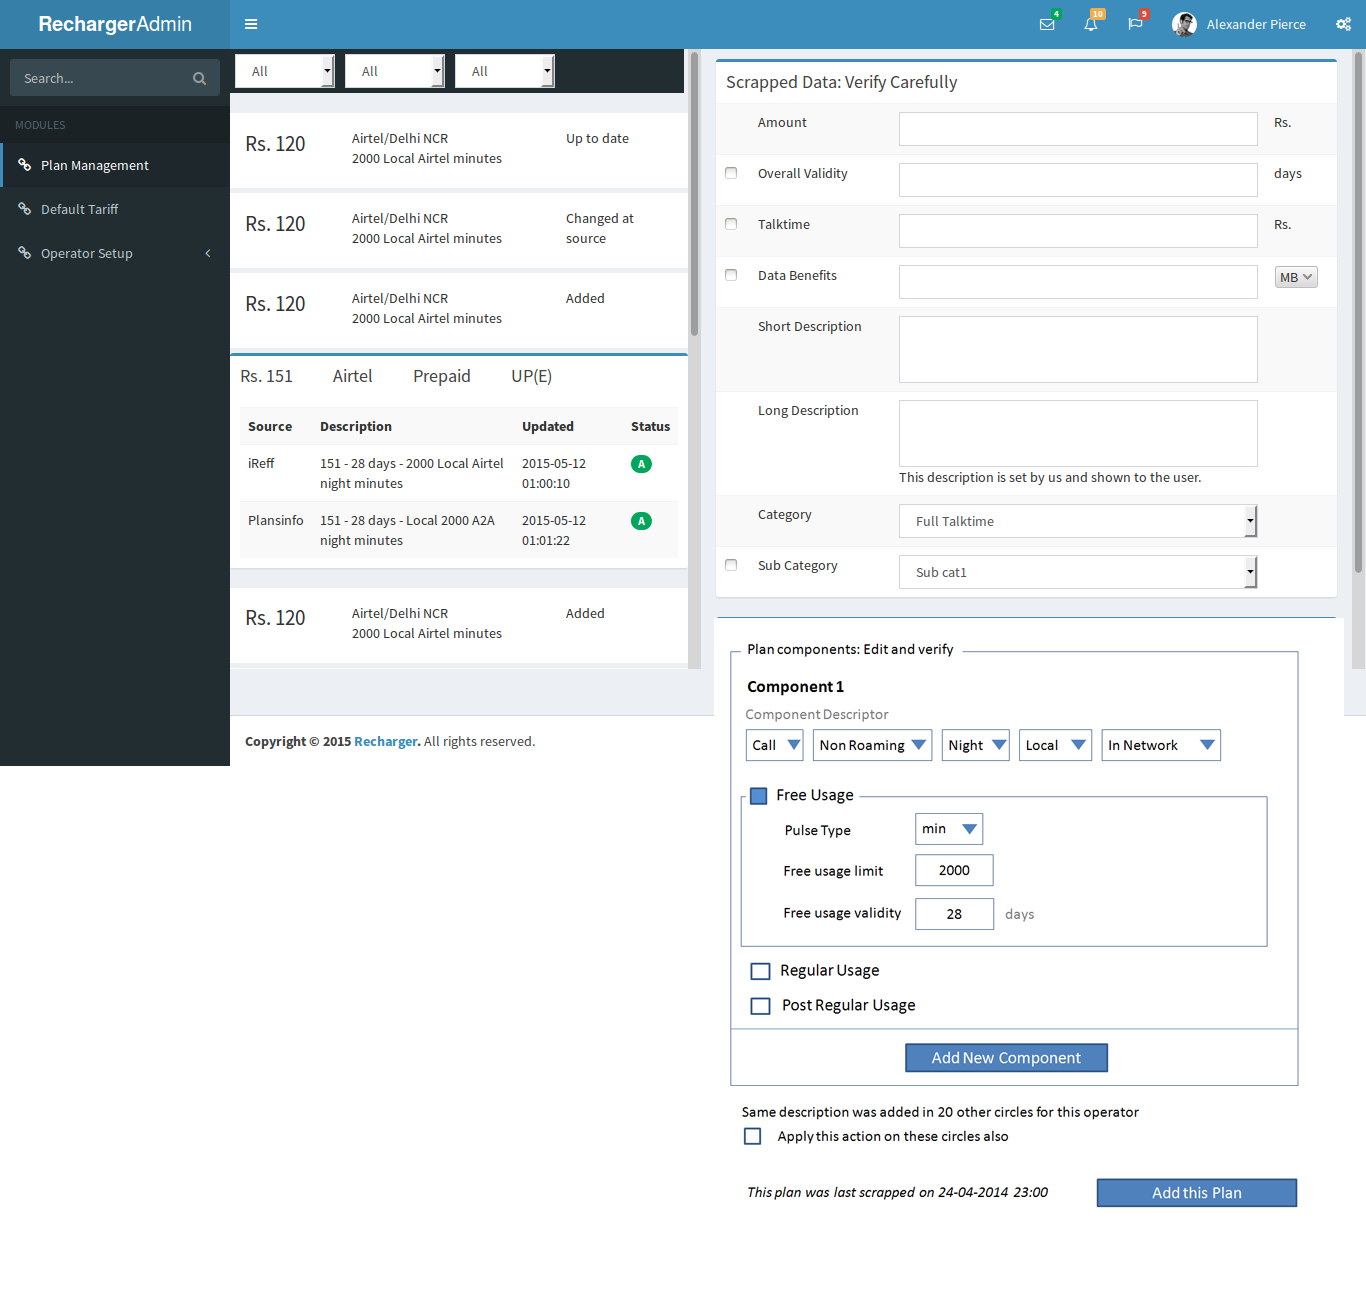 RechargerAdmin
4
10
9
Alexander Pierce
Search...
MODULES
Plan Management
Default Tariff
Operator Setup
All
All
All
Rs. 120
Airtel/Delhi NCR
2000 Local Airtel minutes
Up to date
Rs. 120
Airtel/Delhi NCR
2000 Local Airtel minutes
Changed at
source
Rs. 120
Airtel/Delhi NCR
2000 Local Airtel minutes
Added
Rs. 151 Airtel Prepaid UP(E)
Source Description Updated Status
iReff
151 - 28 days - 2000 Local Airtel
night minutes
2015-05-12
01:00:10
A
Plansinfo
151 - 28 days - Local 2000 A2A
night minutes
2015-05-12
01:01:22
A
Rs. 120
Airtel/Delhi NCR
2000 Local Airtel minutes
Added
Copyright © 2015 Recharger. All rights reserved.
Scrapped Data: Verify Carefully
Amount Rs.
Overall Validity days
Talktime Rs.
Data Benefits MB
Short Description
Long Description
This description is set by us and shown to the user.
Category Full Talktime
Sub Category Sub cat1
Plan components: Edit and verify
Component 1
Component Descriptor
Call Non Roaming Night Local In Network
Free Usage
Pulse Type min
Free usage limit 2000
Free usage validity 28 days
Regular Usage
Post Regular Usage
Add New Component
Same description was added in 20 other circles for this operator
Apply this action on these circles also
This plan was last scrapped on 24-04-2014 23:00
Add this Plan